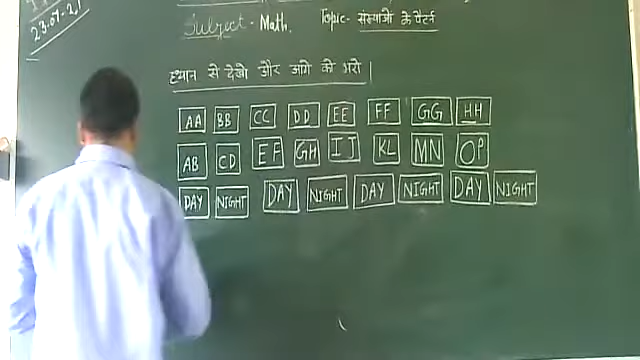 23.07.21
Subject - Math. Topic - संख्याओं के पैटर्न
ध्यान से देखो और आगे को भरो |
AA BB CC DD EE FF GG HH
AB CD EF GH IJ KL MN OP
DAY NIGHT DAY NIGHT DAY NIGHT DAY NIGHT